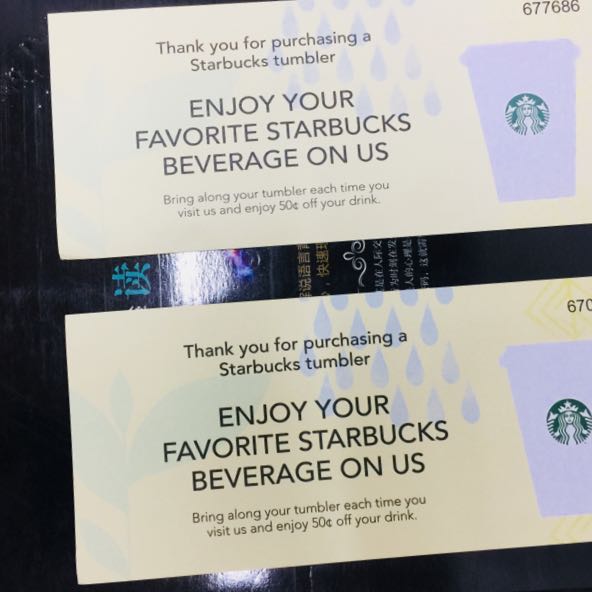 677686
Thank you for purchasing a
Starbucks tumbler
ENJOY YOUR
FAVORITE STARBUCKS
BEVERAGE ON US
Bring along your tumbler each time you
visit us and enjoy 50¢ off your drink.
670
Thank you for purchasing a
Starbucks tumbler
ENJOY YOUR
FAVORITE STARBUCKS
BEVERAGE ON US
Bring along your tumbler each time you
visit us and enjoy 50¢ off your drink.